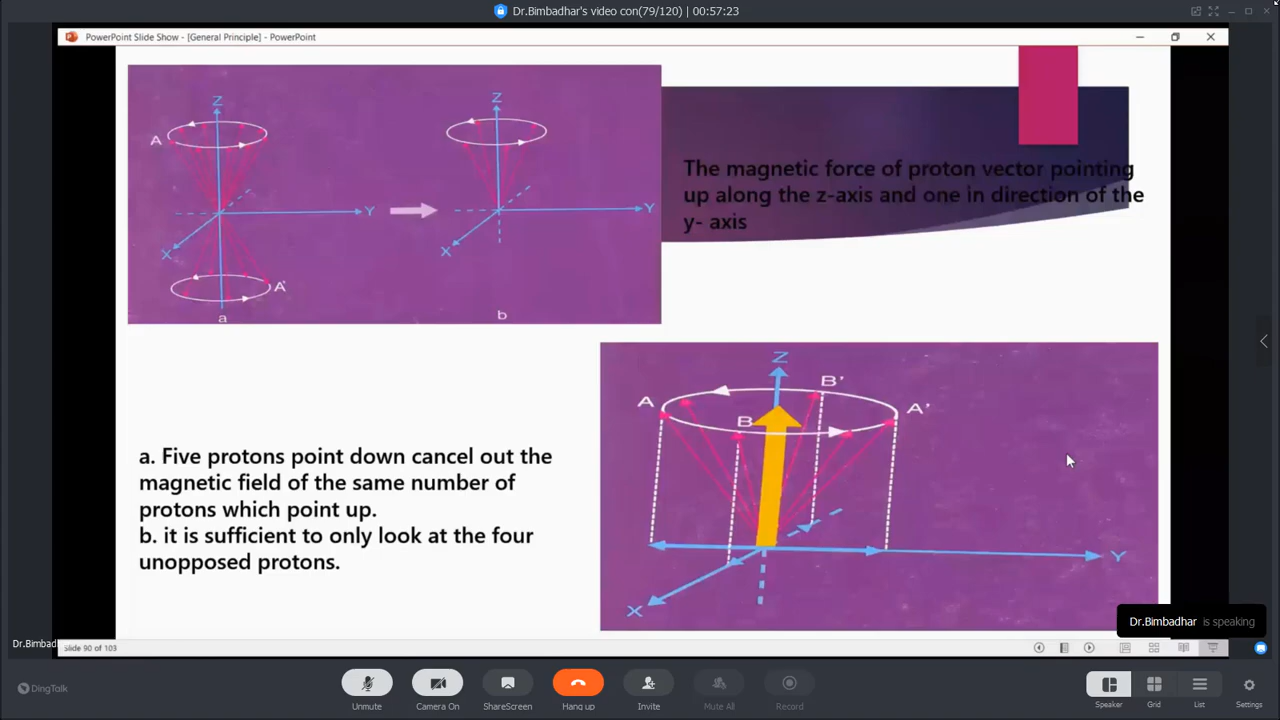 Dr.Bimbadhar's video con(79/120) | 00:57:23
PowerPoint Slide Show - [General Principle] - PowerPoint
Z
Z
A
Y
Y
X
X
A'
a
b
The magnetic force of proton vector pointing
up along the z-axis and one in direction of the
y- axis
Z
A
B
B'
A'
Y
X
a. Five protons point down cancel out the
magnetic field of the same number of
protons which point up.
b. it is sufficient to only look at the four
unopposed protons.
Dr.Bimbadhar is speaking
Dr.Bimbad
Slide 90 of 103
DingTalk
Unmute
Camera On
ShareScreen
Hang up
Invite
Mute All
Record
Speaker
Grid
List
Settings